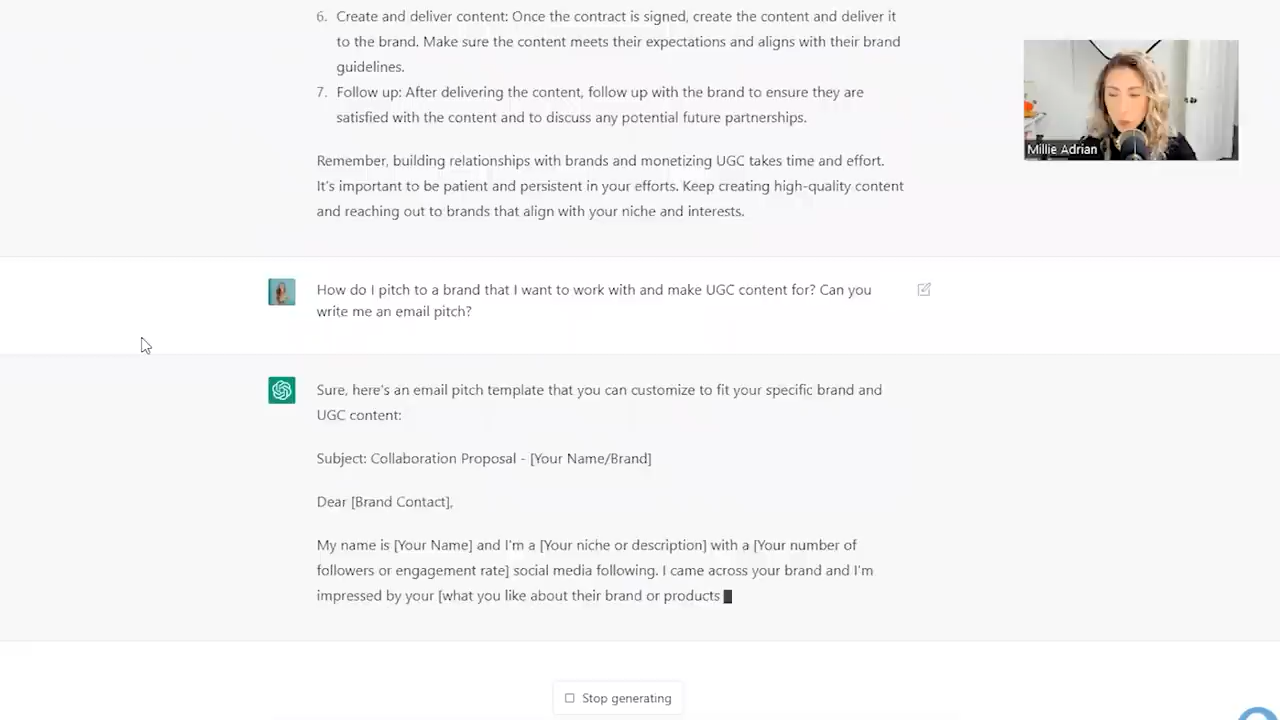 6. Create and deliver content: Once the contract is signed, create the content and deliver it
to the brand. Make sure the content meets their expectations and aligns with their brand
guidelines.
7. Follow up: After delivering the content, follow up with the brand to ensure they are
satisfied with the content and to discuss any potential future partnerships.
Millie Adrian
Remember, building relationships with brands and monetizing UGC takes time and effort.
It's important to be patient and persistent in your efforts. Keep creating high-quality content
and reaching out to brands that align with your niche and interests.
How do I pitch to a brand that I want to work with and make UGC content for? Can you
write me an email pitch?
Sure, here's an email pitch template that you can customize to fit your specific brand and
UGC content:
Subject: Collaboration Proposal - [Your Name/Brand]
Dear [Brand Contact],
My name is [Your Name] and I'm a [Your niche or description] with a [Your number of
followers or engagement rate] social media following. I came across your brand and I'm
impressed by your [what you like about their brand or products
Stop generating